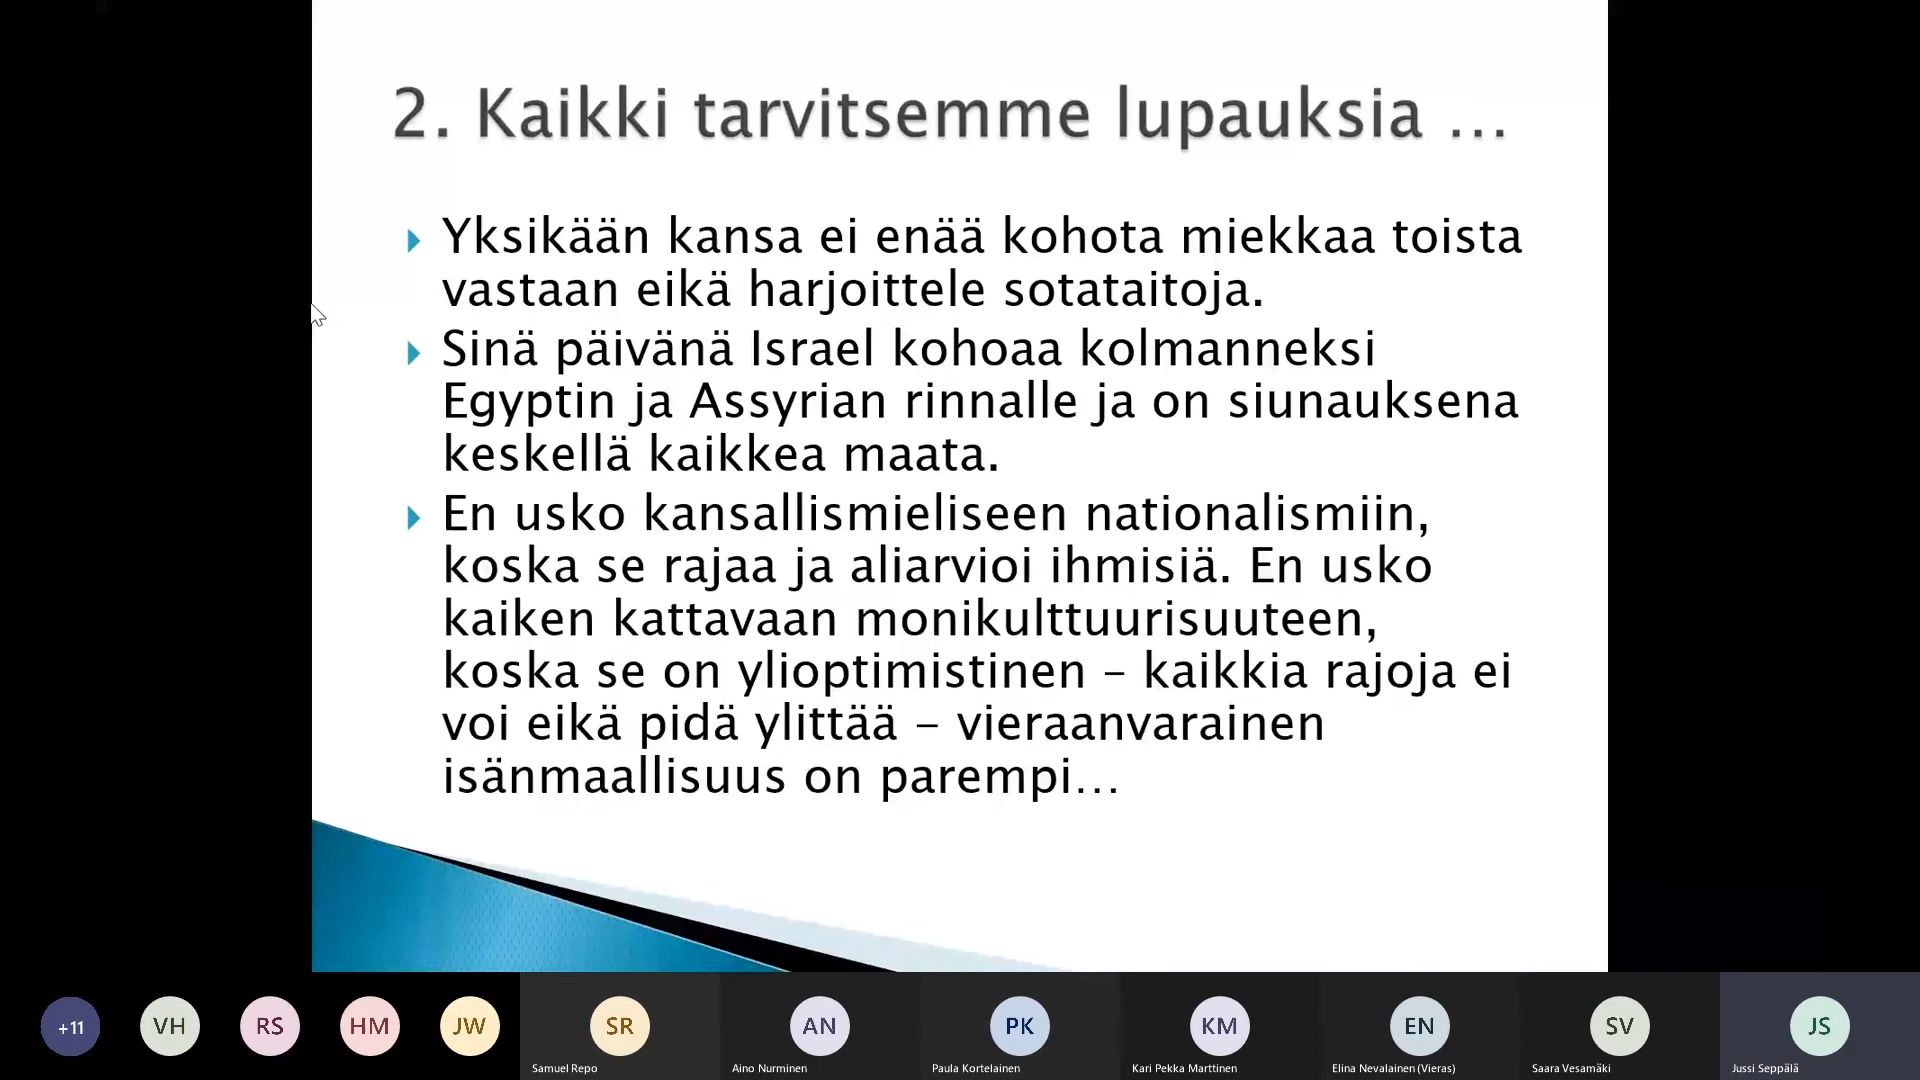 2. Kaikki tarvitsemme lupauksia …
Yksikään kansa ei enää kohota miekkaa toista
vastaan eikä harjoittele sotataitoja.
Sinä päivänä Israel kohoaa kolmanneksi
Egyptin ja Assyrian rinnalle ja on siunauksena
keskellä kaikkea maata.
En usko kansallismieliseen nationalismiin,
koska se rajaa ja aliarvioi ihmisiä. En usko
kaiken kattavaan monikulttuurisuuteen,
koska se on ylioptimistinen – kaikkia rajoja ei
voi eikä pidä ylittää – vieraanvarainen
isänmaallisuus on parempi…
+11 VH RS HM JW SR AN PK KM EN SV JS
Samuel Repo Aino Nurminen Paula Kortelainen Kari Pekka Marttinen Elina Nevalainen (Vieras) Saara Vesamäki Jussi Seppälä